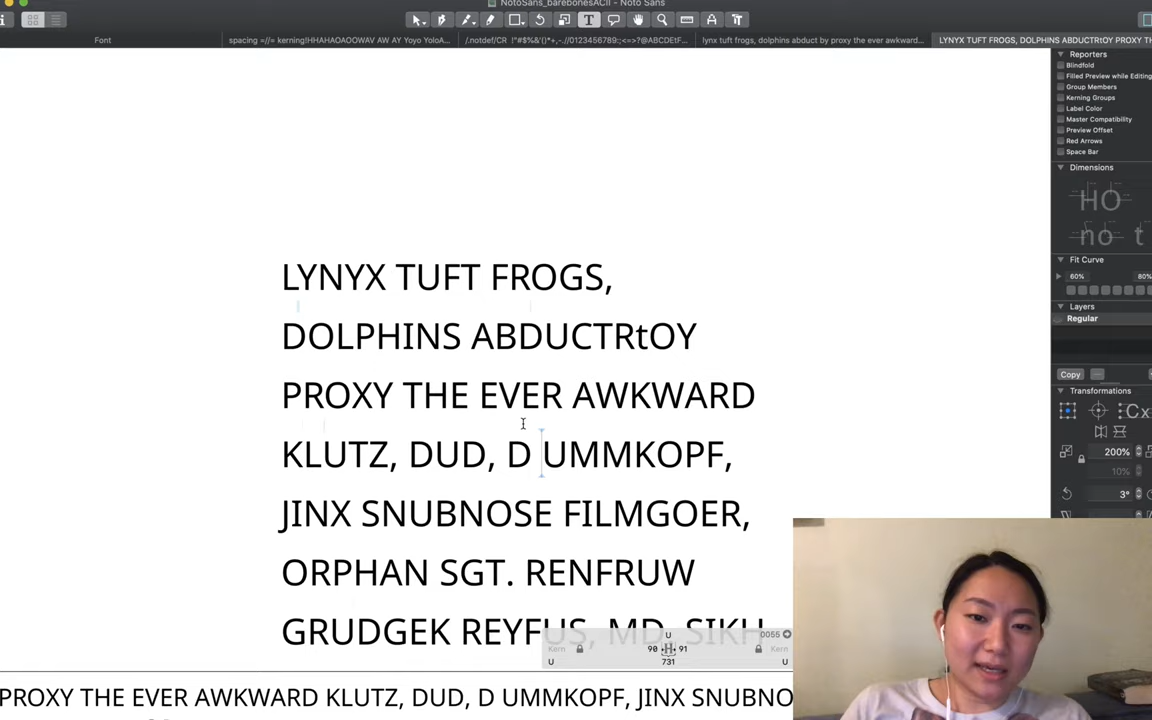 NotoSans_barebonesACII - Noto Sans
Font
spacing =//= kerning!HHAHAOAOOWAV AW AY Yoyo YoloA...
/.notdef/CR !"#$%&'()*+,-.//0123456789:;<=>?@ABCDEtF...
lynx tuft frogs, dolphins abduct by proxy the ever awkward...
LYNYX TUFT FROGS, DOLPHINS ABDUCTRtOY PROXY TH
Reporters
Blindfold
Filled Preview while Editing
Group Members
Kerning Groups
Label Color
Master Compatibility
Preview Offset
Red Arrows
Space Bar
Dimensions
HO
no t
Fit Curve
60% 80%
Layers
Regular
Copy
Transformations
200%
10%
3°
LYNYX TUFT FROGS,
DOLPHINS ABDUCTRtOY
PROXY THE EVER AWKWARD
KLUTZ, DUD, D UMMKOPF,
JINX SNUBNOSE FILMGOER,
ORPHAN SGT. RENFRUW
GRUDGEK REYFUS, MD. SIKH
U 0055
Kern 90 H 91 Kern
U 731 U
PROXY THE EVER AWKWARD KLUTZ, DUD, D UMMKOPF, JINX SNUBNO